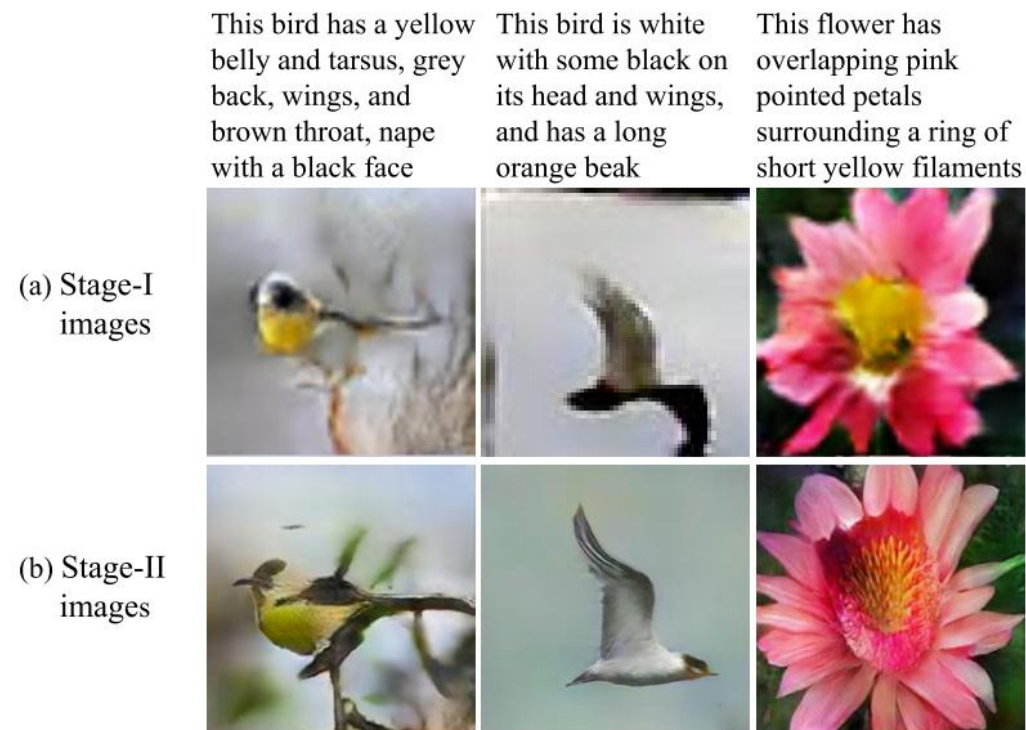 This bird has a yellow
belly and tarsus, grey
back, wings, and
brown throat, nape
with a black face
This bird is white
with some black on
its head and wings,
and has a long
orange beak
This flower has
overlapping pink
pointed petals
surrounding a ring of
short yellow filaments
(a) Stage-I
images
(b) Stage-II
images